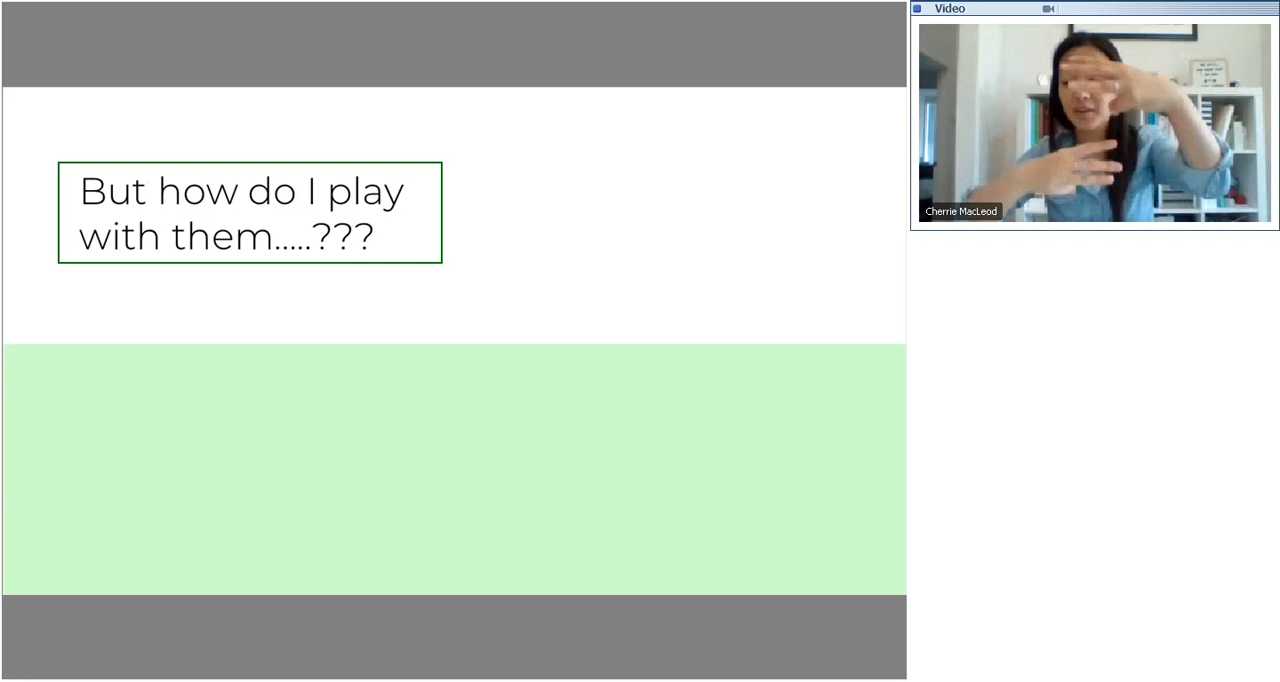 But how do I play
with them.....???
Video
Cherrie MacLeod